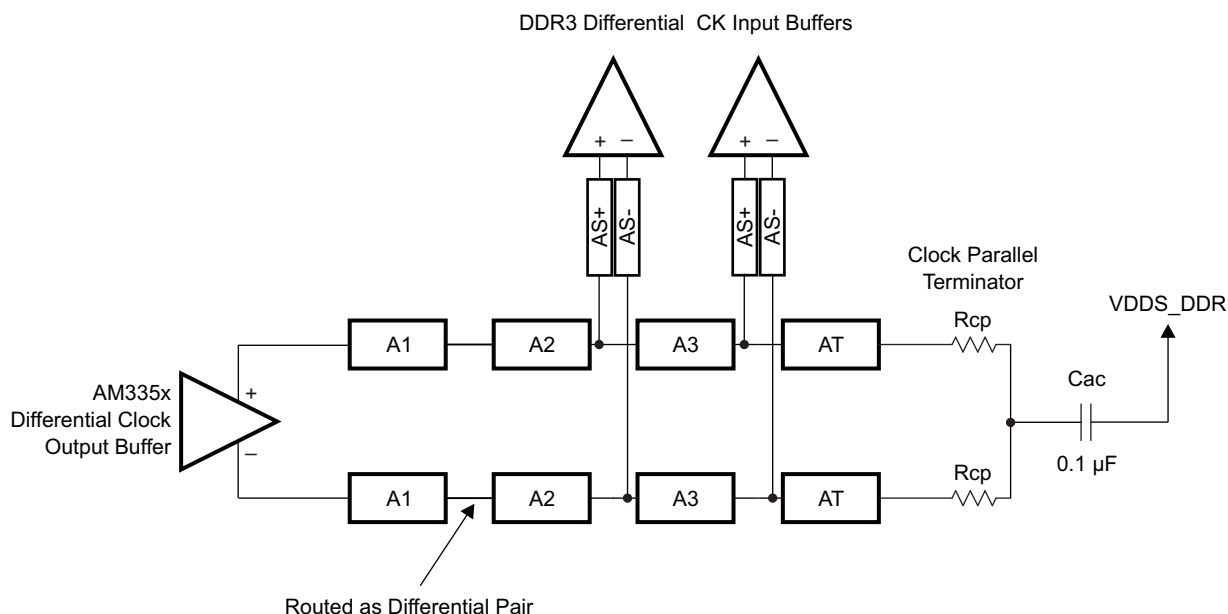 DDR3 Differential CK Input Buffers
+ − + −
AS+ AS- AS+ AS-
Clock Parallel
Terminator
VDDS_DDR
A1 A2 A3 AT Rcp
AM335x
Differential Clock
Output Buffer
+
−
Cac
0.1 µF
A1 A2 A3 AT Rcp
Routed as Differential Pair